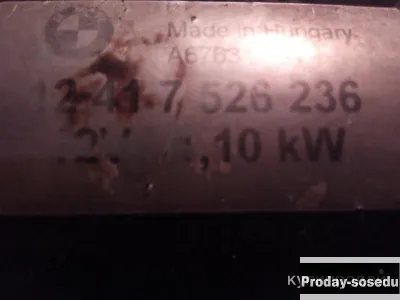 Made in Hungary
12 41 7 526 236
,10 kW
Proday-sosedu